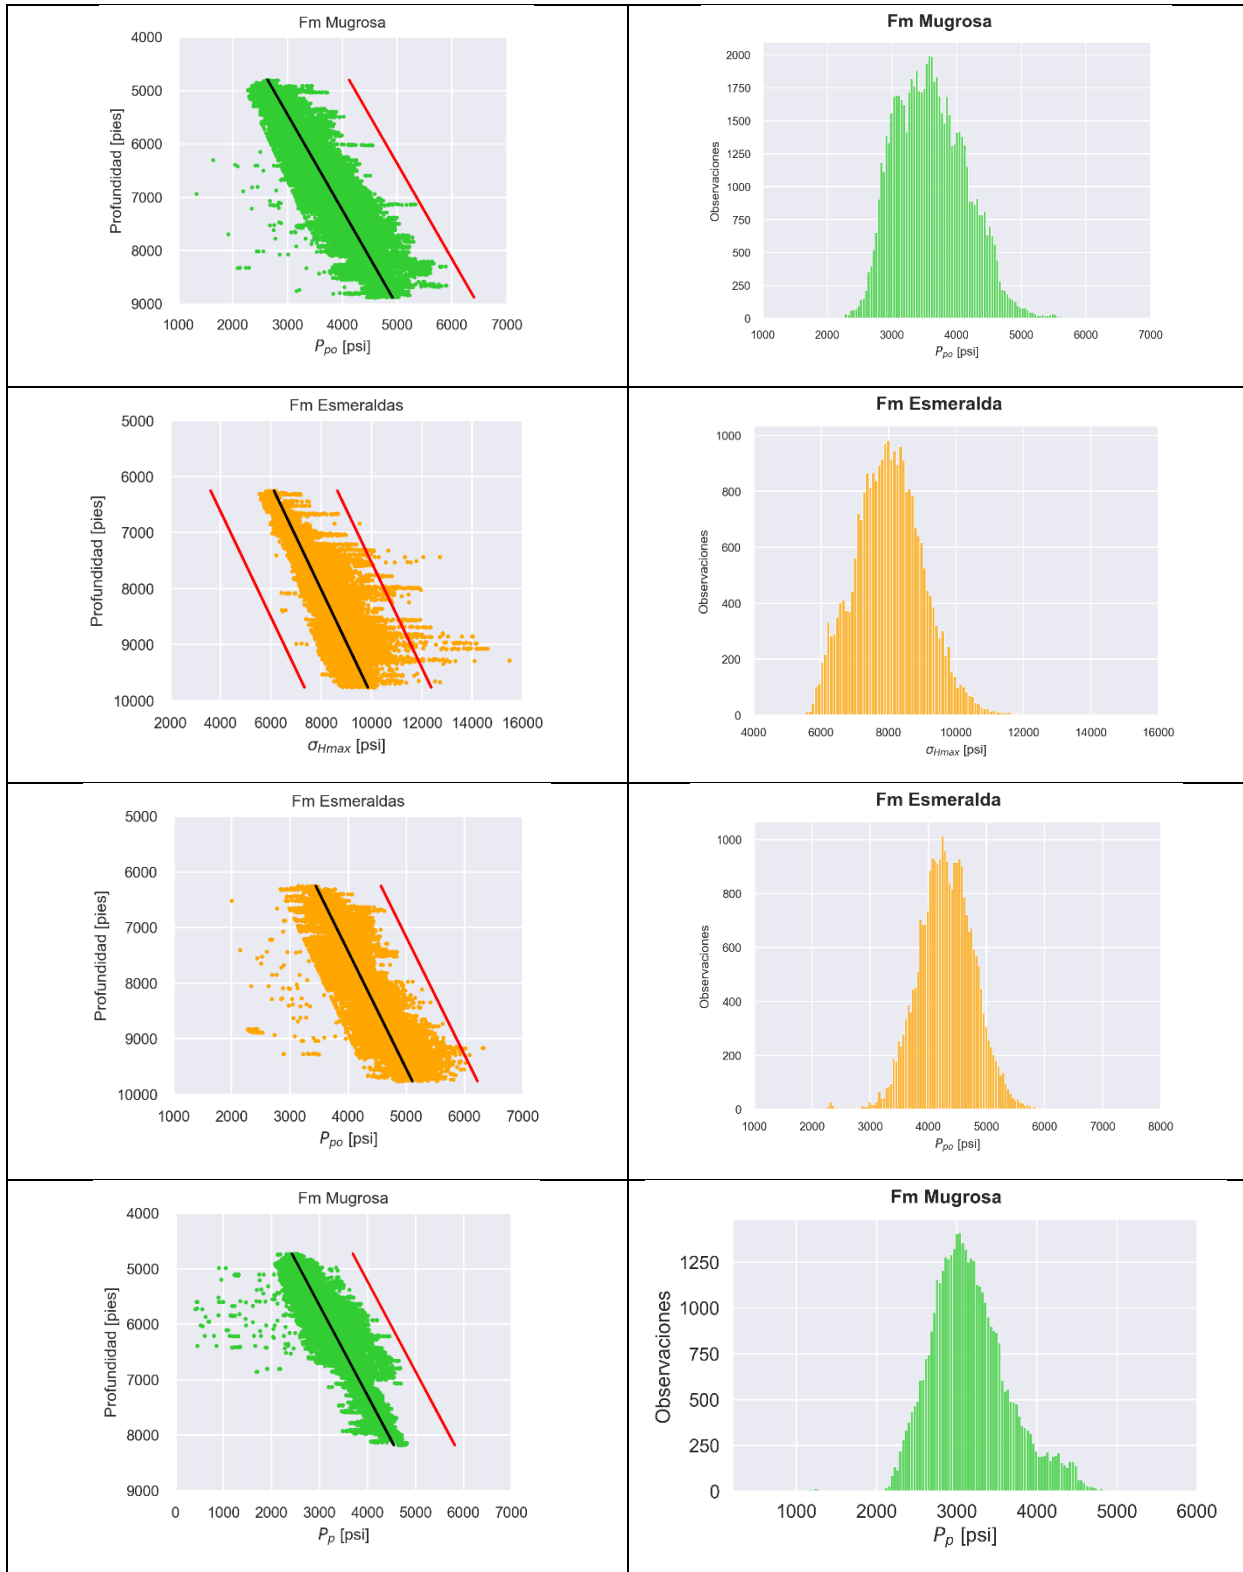 Fm Mugrosa
4000
5000
6000
7000
8000
9000
Profundidad [pies]
1000 2000 3000 4000 5000 6000 7000
Ppo [psi]
Fm Mugrosa
2000
1750
1500
1250
1000
750
500
250
0
Observaciones
1000 2000 3000 4000 5000 6000 7000
Ppo [psi]
Fm Esmeraldas
5000
6000
7000
8000
9000
10000
Profundidad [pies]
2000 4000 6000 8000 10000 12000 14000 16000
σHmax [psi]
Fm Esmeralda
1000
800
600
400
200
0
Observaciones
4000 6000 8000 10000 12000 14000 16000
σHmax [psi]
Fm Esmeraldas
5000
6000
7000
8000
9000
10000
Profundidad [pies]
1000 2000 3000 4000 5000 6000 7000
Ppo [psi]
Fm Esmeralda
1000
800
600
400
200
0
Observaciones
1000 2000 3000 4000 5000 6000 7000 8000
Ppo [psi]
Fm Mugrosa
4000
5000
6000
7000
8000
9000
Profundidad [pies]
0 1000 2000 3000 4000 5000 6000 7000
Pp [psi]
Fm Mugrosa
1250
1000
750
500
250
0
Observaciones
1000 2000 3000 4000 5000 6000
Pp [psi]